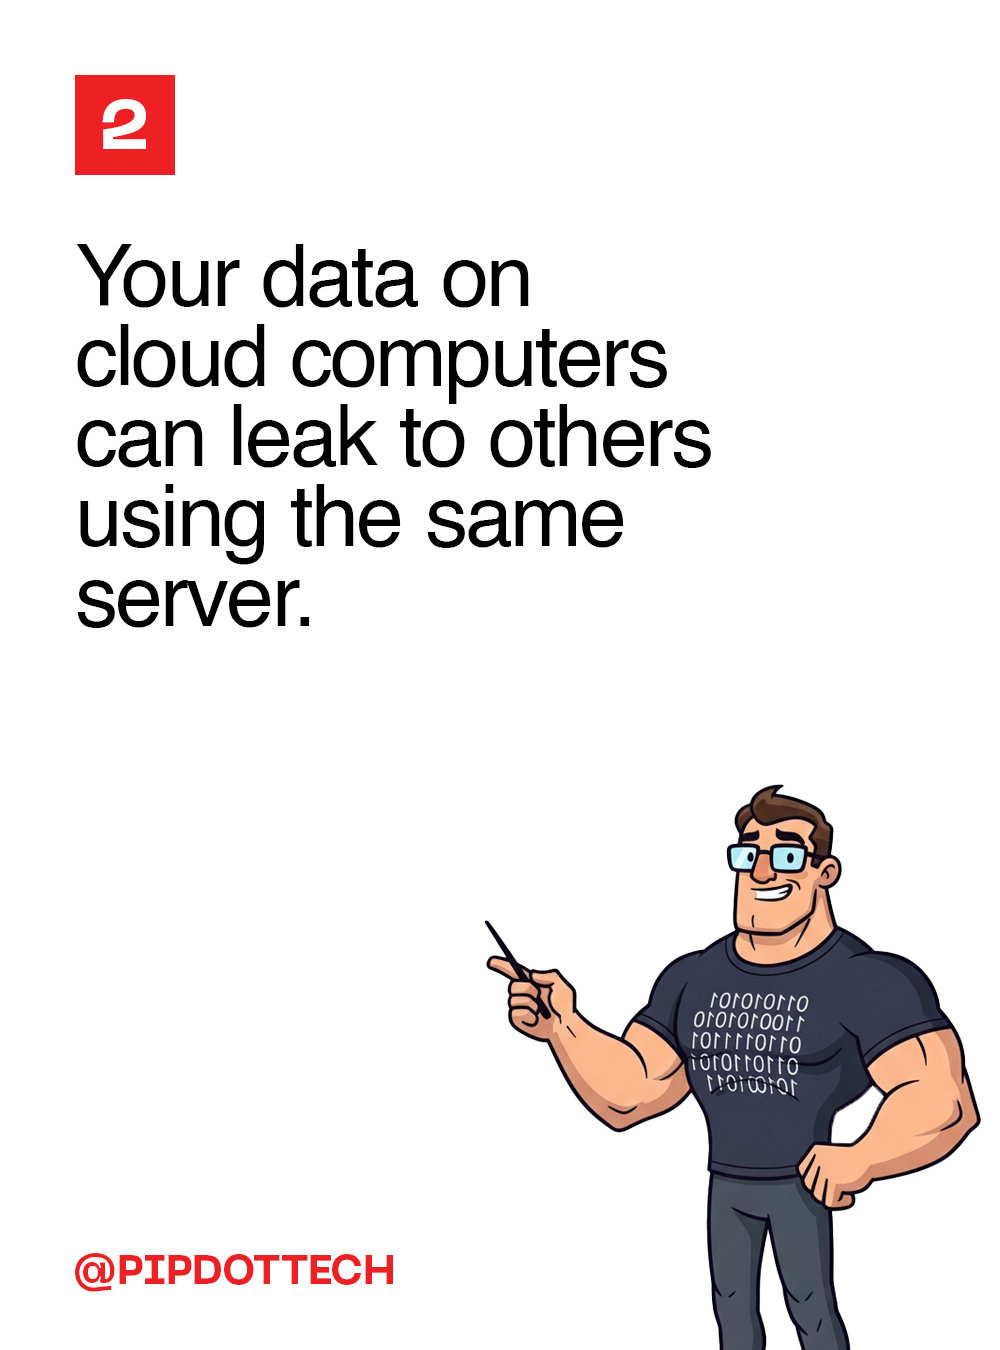 2
Your data on
cloud computers
can leak to others
using the same
server.
@PIPDOTTECH